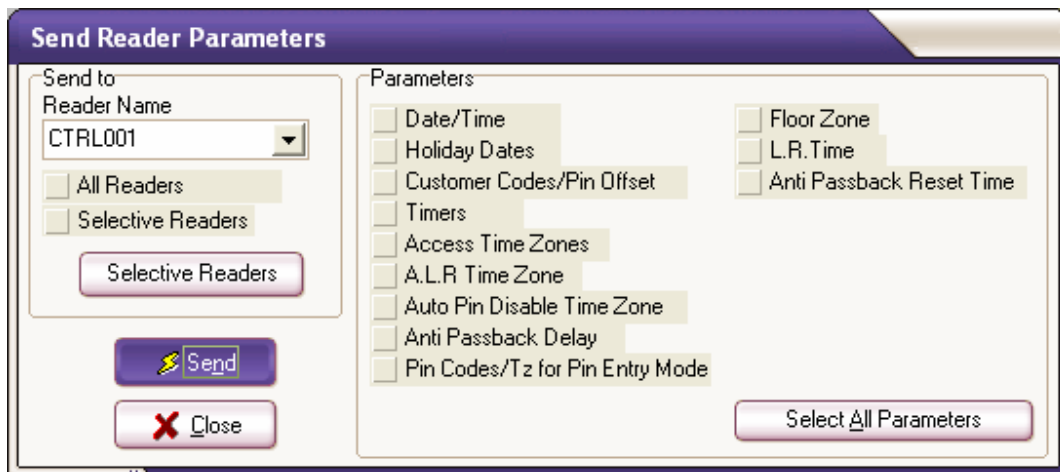 Send Reader Parameters
Send to
Reader Name
CTRL001
All Readers
Selective Readers
Selective Readers
Send
Close
Parameters
Date/Time
Holiday Dates
Customer Codes/Pin Offset
Timers
Access Time Zones
A.L.R Time Zone
Auto Pin Disable Time Zone
Anti Passback Delay
Pin Codes/Tz for Pin Entry Mode
Floor Zone
L.R.Time
Anti Passback Reset Time
Select All Parameters